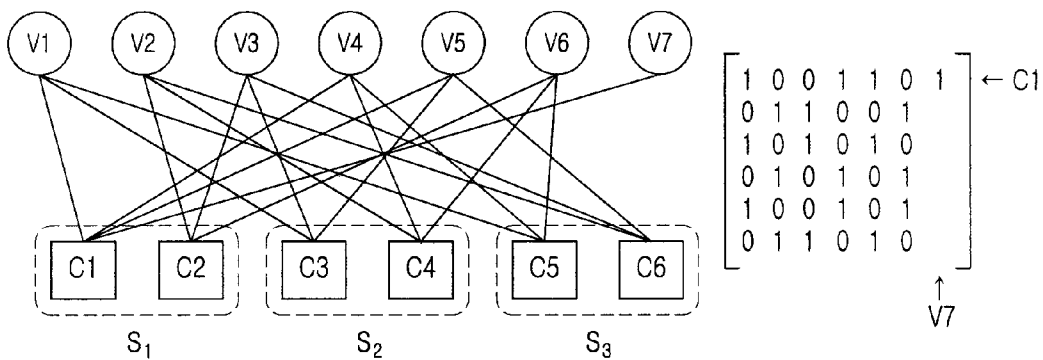 V1 V2 V3 V4 V5 V6 V7
1 0 0 1 1 0 1 ← C1
0 1 1 0 0 1
1 0 1 0 1 0
0 1 0 1 0 1
1 0 0 1 0 1
0 1 1 0 1 0
C1 C2 C3 C4 C5 C6
↑
V7
S1 S2 S3